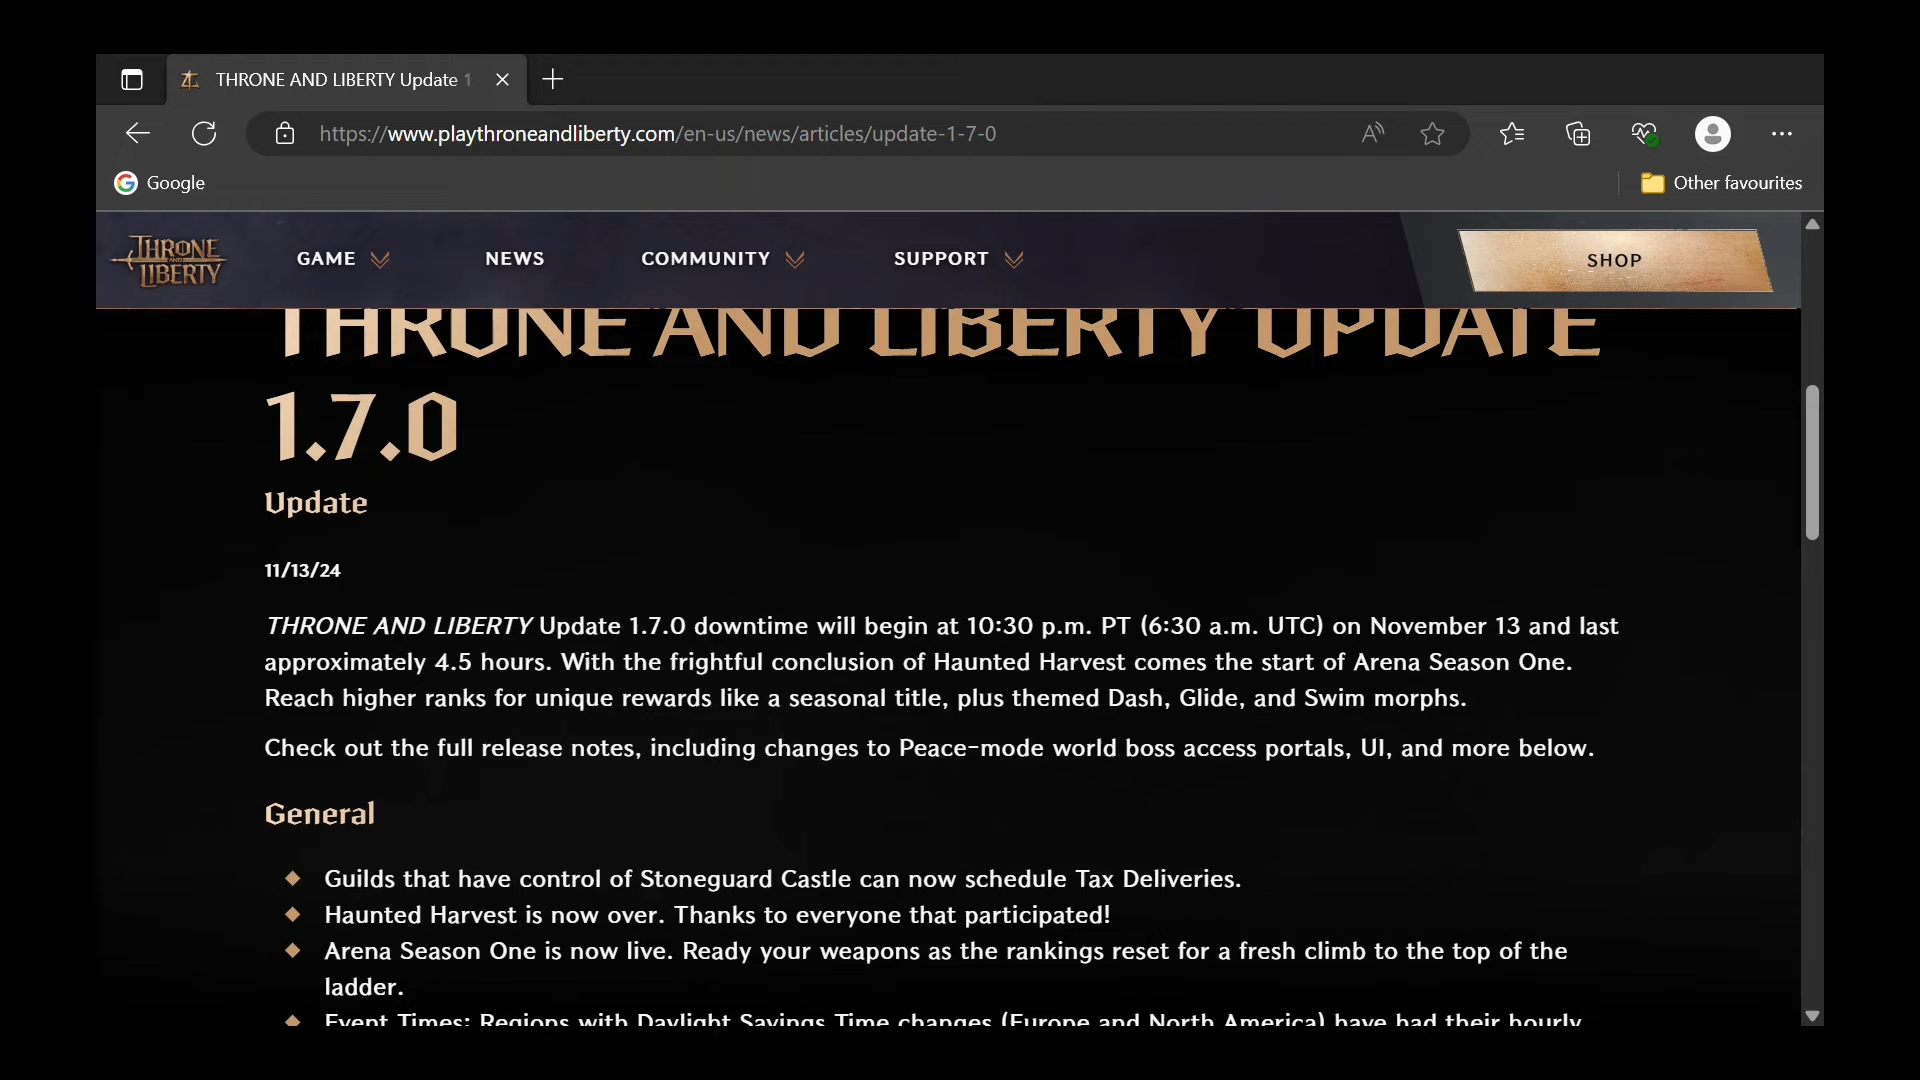 THRONE AND LIBERTY Update 1
https://www.playthroneandliberty.com/en-us/news/articles/update-1-7-0
Google
Other favourites
THRONE AND LIBERTY
GAME
NEWS
COMMUNITY
SUPPORT
SHOP
THRONE AND LIBERTY UPDATE
1.7.0
Update
11/13/24
THRONE AND LIBERTY Update 1.7.0 downtime will begin at 10:30 p.m. PT (6:30 a.m. UTC) on November 13 and last
approximately 4.5 hours. With the frightful conclusion of Haunted Harvest comes the start of Arena Season One.
Reach higher ranks for unique rewards like a seasonal title, plus themed Dash, Glide, and Swim morphs.
Check out the full release notes, including changes to Peace-mode world boss access portals, UI, and more below.
General
Guilds that have control of Stoneguard Castle can now schedule Tax Deliveries.
Haunted Harvest is now over. Thanks to everyone that participated!
Arena Season One is now live. Ready your weapons as the rankings reset for a fresh climb to the top of the
ladder.
Event Times: Regions with Daylight Savings Time changes (Europe and North America) have had their hourly